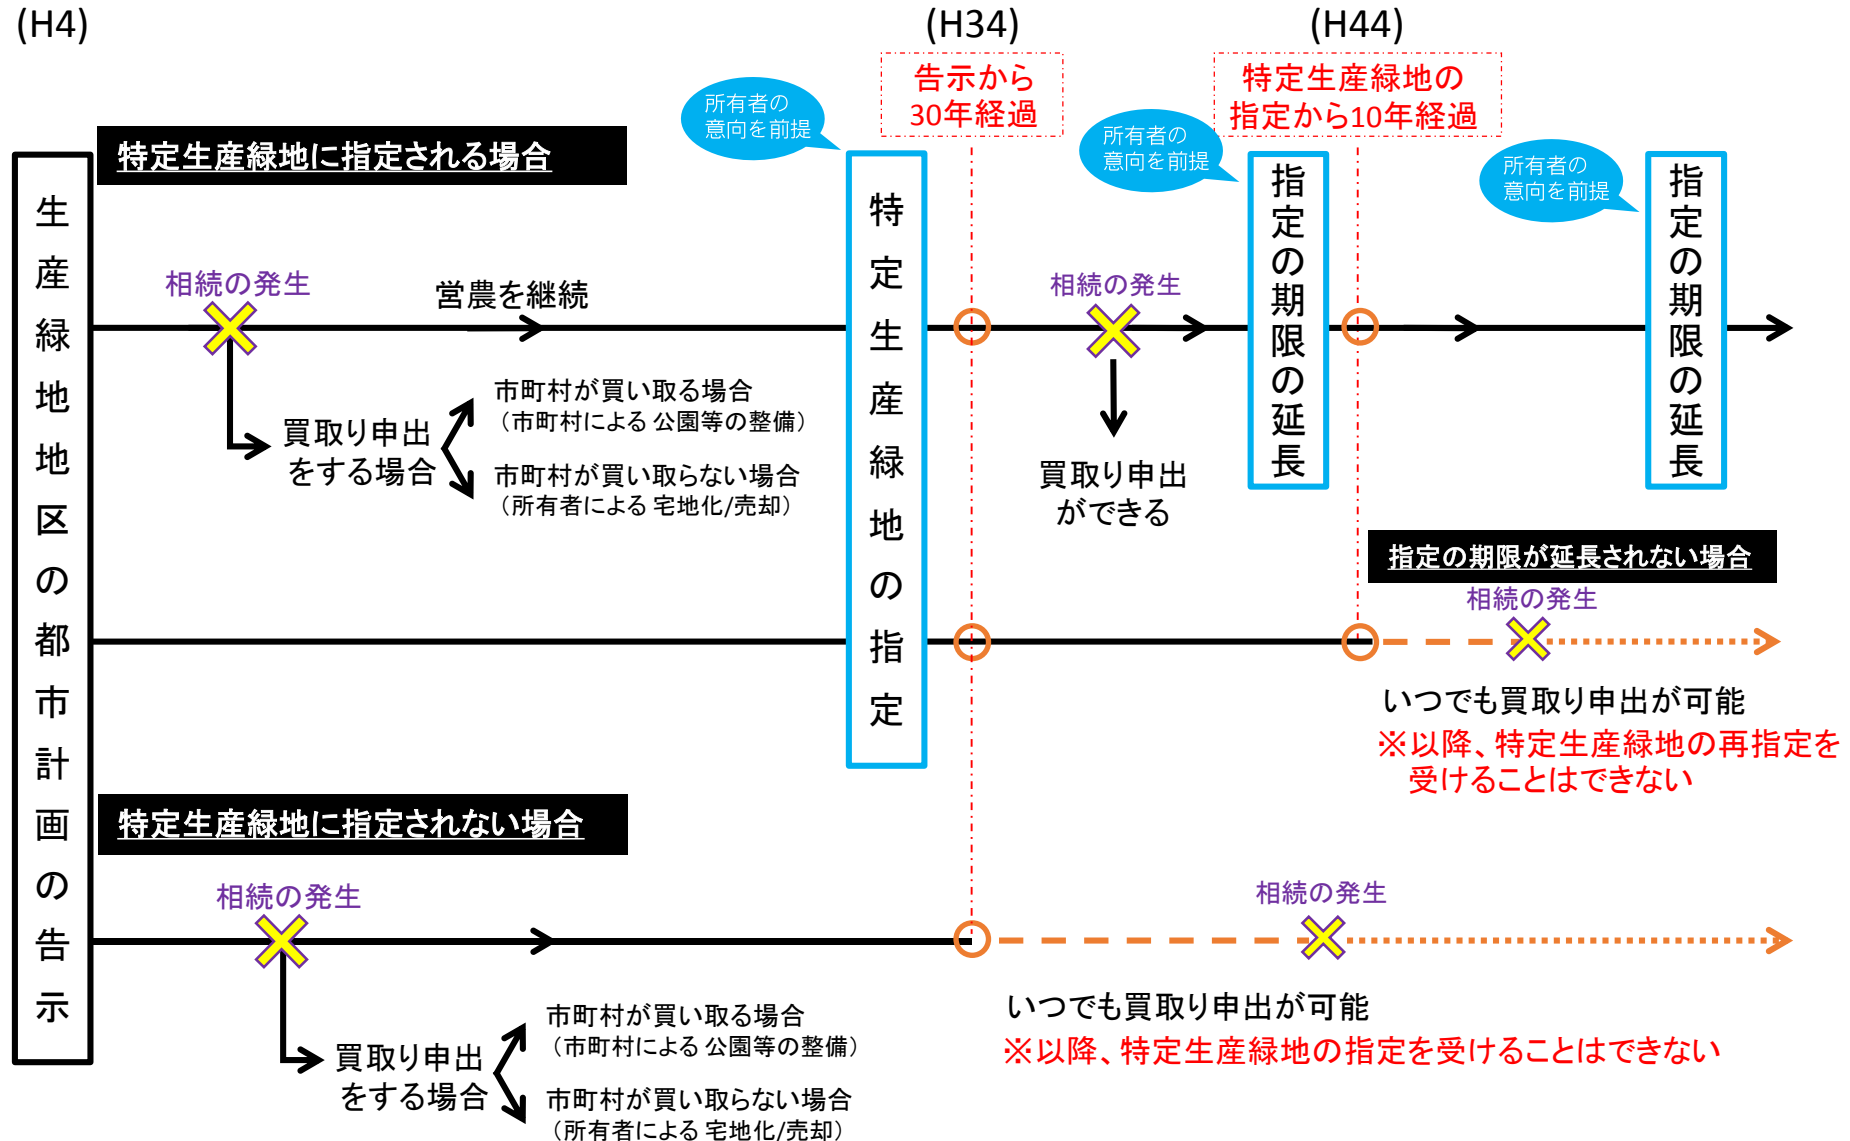 (H4)
(H34)
(H44)
告示から
30年経過
特定生産緑地の
指定から10年経過
所有者の
意向を前提
所有者の
意向を前提
所有者の
意向を前提
特定生産緑地に指定される場合
生産緑地地区の都市計画の告示
特定生産緑地の指定
指定の期限の延長
指定の期限の延長
相続の発生
営農を継続
相続の発生
買取り申出
をする場合
市町村が買い取る場合
（市町村による 公園等の整備）
市町村が買い取らない場合
（所有者による 宅地化/売却）
買取り申出
ができる
指定の期限が延長されない場合
相続の発生
いつでも買取り申出が可能
※以降、特定生産緑地の再指定を
受けることはできない
特定生産緑地に指定されない場合
相続の発生
相続の発生
買取り申出
をする場合
市町村が買い取る場合
（市町村による 公園等の整備）
市町村が買い取らない場合
（所有者による 宅地化/売却）
いつでも買取り申出が可能
※以降、特定生産緑地の指定を受けることはできない